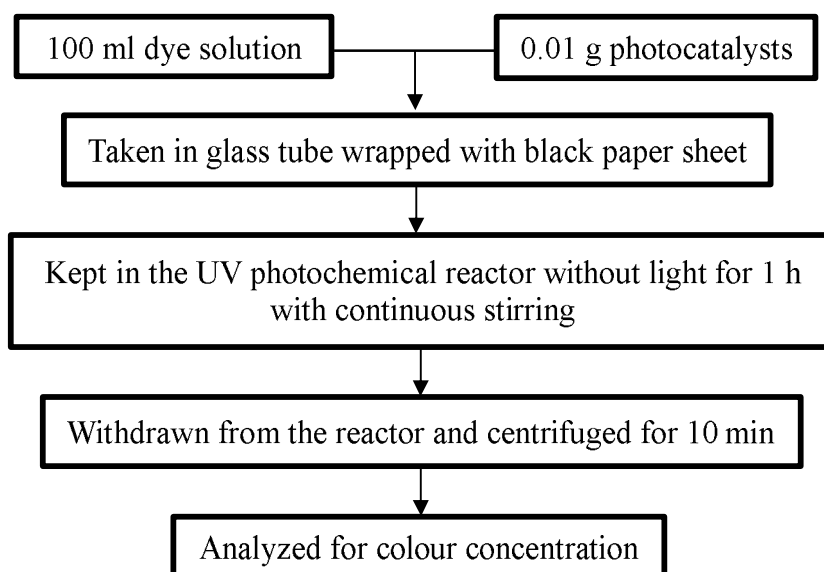 100 ml dye solution
0.01 g photocatalysts
Taken in glass tube wrapped with black paper sheet
Kept in the UV photochemical reactor without light for 1 h
with continuous stirring
Withdrawn from the reactor and centrifuged for 10 min
Analyzed for colour concentration